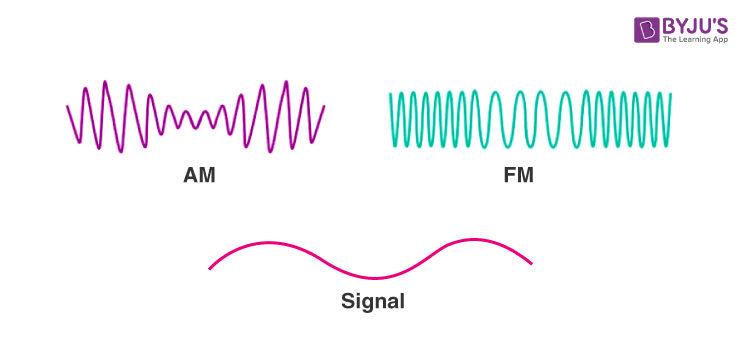 BYJU'S
The Learning App
AM
FM
Signal